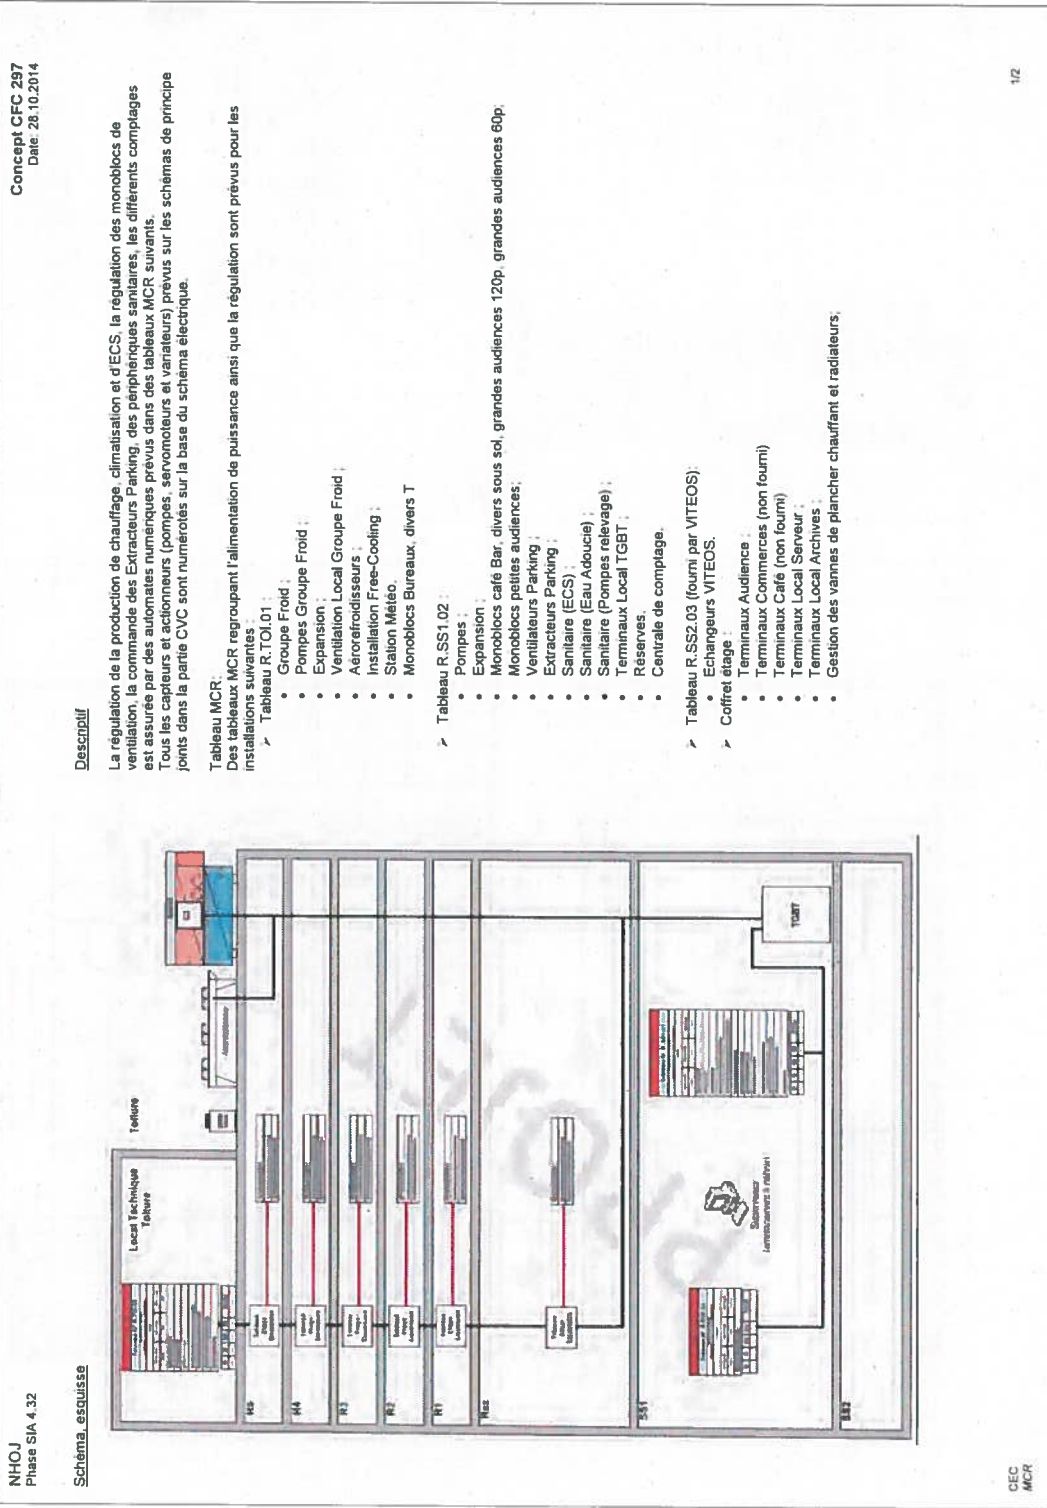 NHOJ
Phase SIA 4.32
Concept CFC 297
Date: 28.10.2014
Schéma, esquisse
Local Technique
Toiture
Toiture
R5
R4
R3
R2
R1
Rez
SS1
SS2
TGBT
Descriptif
La régulation de la production de chauffage, climatisation et d'ECS, la régulation des monoblocs de
ventilation, la commande des Extracteurs Parking, des périphériques sanitaires, les différents comptages
est assurée par des automates numériques prévus dans des tableaux MCR suivants.
Tous les capteurs et actionneurs (pompes, servomoteurs et variateurs) prévus sur les schémas de principe
joints dans la partie CVC sont numérotés sur la base du schéma électrique.
Tableau MCR:
Des tableaux MCR regroupant l'alimentation de puissance ainsi que la régulation sont prévus pour les
installations suivantes :
➢ Tableau R.TOI.01 :
• Groupe Froid ;
• Pompes Groupe Froid ;
• Expansion ;
• Ventilation Local Groupe Froid ;
• Aérorefroidisseurs ;
• Installation Free-Cooling ;
• Station Météo.
• Monoblocs Bureaux, divers T
➢ Tableau R.SS1.02 :
• Pompes ;
• Expansion ;
• Monoblocs café Bar, divers sous sol, grandes audiences 120p, grandes audiences 60p;
• Monoblocs petites audiences;
• Ventilateurs Parking ;
• Extracteurs Parking ;
• Sanitaire (ECS) ;
• Sanitaire (Eau Adoucie) ;
• Sanitaire (Pompes relevage) ;
• Terminaux Local TGBT ;
• Réserves.
• Centrale de comptage.
➢ Tableau R.SS2.03 (fourni par VITEOS):
• Echangeurs VITEOS.
➢ Coffret étage :
• Terminaux Audience ;
• Terminaux Commerces (non fourni)
• Terminaux Café (non fourni)
• Terminaux Local Serveur ;
• Terminaux Local Archives ;
• Gestion des vannes de plancher chauffant et radiateurs;
CEC
MCR
1/2